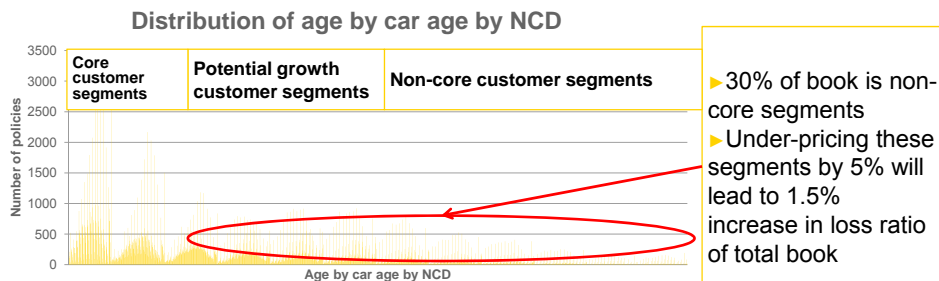 Distribution of age by car age by NCD
3500
3000
2500
2000
1500
1000
500
0
Number of policies
Core
customer
segments
Potential growth
customer segments
Non-core customer segments
Age by car age by NCD
►30% of book is non-
core segments
►Under-pricing these
segments by 5% will
lead to 1.5%
increase in loss ratio
of total book